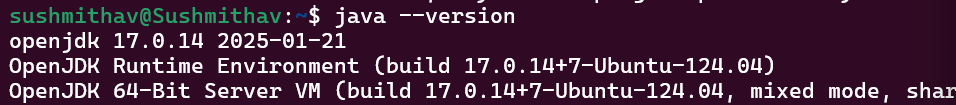 sushmithav@Sushmithav:~$ java --version
openjdk 17.0.14 2025-01-21
OpenJDK Runtime Environment (build 17.0.14+7-Ubuntu-124.04)
OpenJDK 64-Bit Server VM (build 17.0.14+7-Ubuntu-124.04, mixed mode, shar